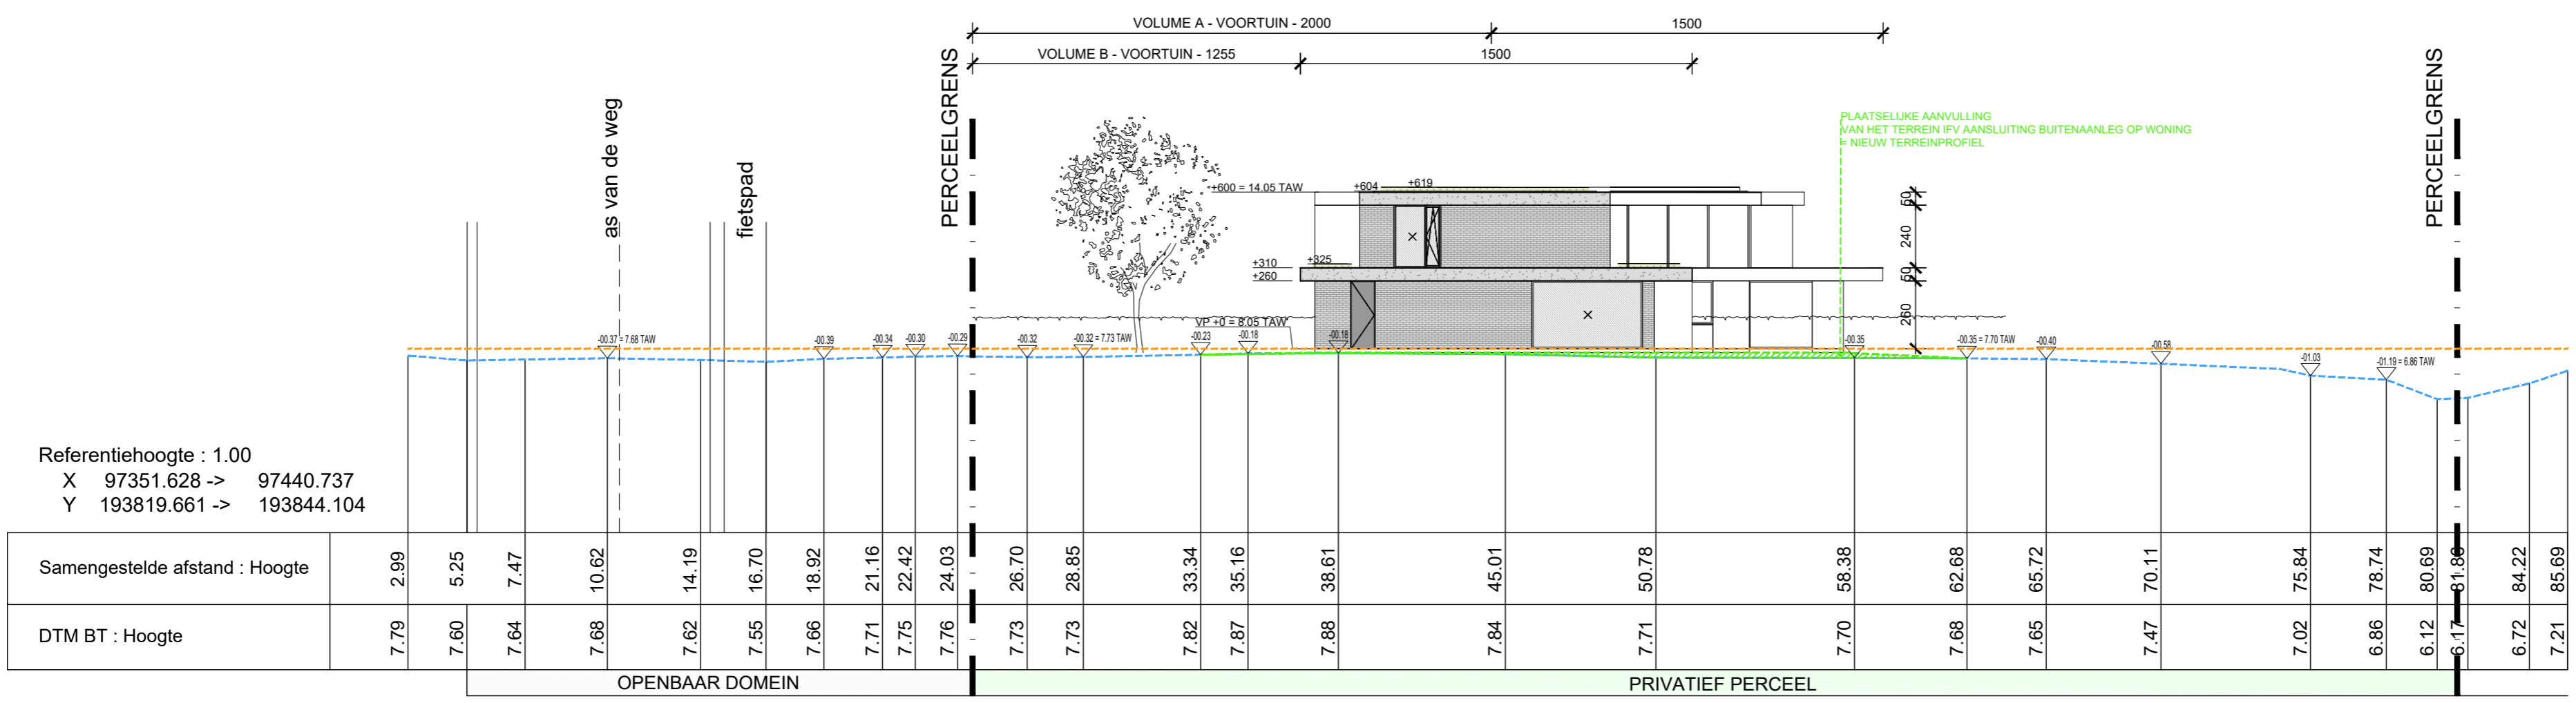 VOLUME A - VOORTUIN - 2000
1500
VOLUME B - VOORTUIN - 1255
1500
as van de weg
fietspad
PERCEELGRENS
PERCEELGRENS
PLAATSELIJKE AANVULLING
VAN HET TERREIN IFV AANSLUITING BUITENAANLEG OP WONING
= NIEUW TERREINPROFIEL
+600 = 14.05 TAW
+604
+619
50
240
50
260
+310
+325
+260
VP +0 = 8.05 TAW
-00.37 = 7.68 TAW
-00.39
-00.34
-00.30
-00.29
-00.32
-00.32 = 7.73 TAW
-00.23
-00.18
-00.18
-00.35
-00.35 = 7.70 TAW
-00.40
-00.58
-01.03
-01.19 = 6.86 TAW
Referentiehoogte : 1.00
X 97351.628 -> 97440.737
Y 193819.661 -> 193844.104
Samengestelde afstand : Hoogte 2.99 5.25 7.47 10.62 14.19 16.70 18.92 21.16 22.42 24.03 26.70 28.85 33.34 35.16 38.61 45.01 50.78 58.38 62.68 65.72 70.11 75.84 78.74 80.69 84.22 85.69
DTM BT : Hoogte 7.79 7.60 7.64 7.68 7.62 7.55 7.66 7.71 7.75 7.76 7.73 7.73 7.82 7.87 7.88 7.84 7.71 7.70 7.68 7.65 7.47 7.02 6.86 6.12 6.17 6.72 7.21
OPENBAAR DOMEIN
PRIVATIEF PERCEEL